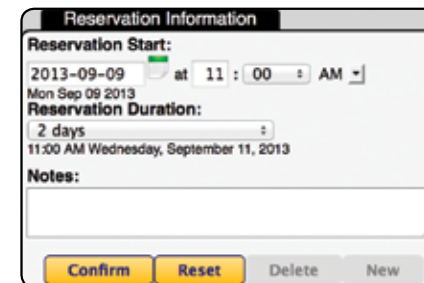 Reservation Information
Reservation Start:
2013-09-09 at 11 : 00 AM
Mon Sep 09 2013
Reservation Duration:
2 days
11:00 AM Wednesday, September 11, 2013
Notes:
Confirm Reset Delete New